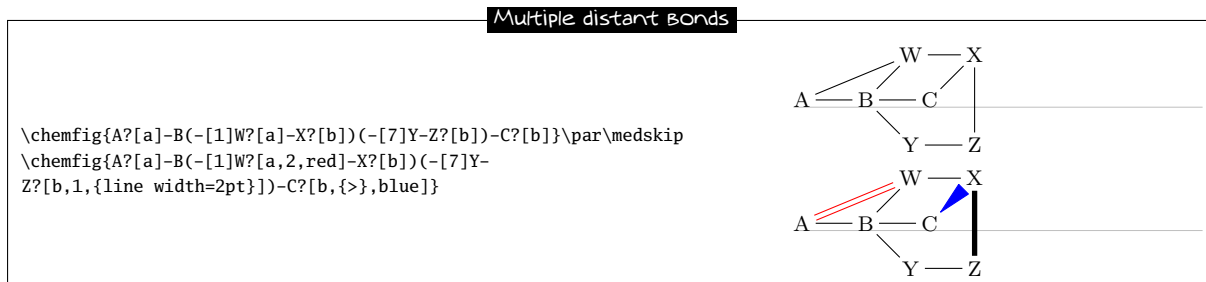 Multiple distant Bonds
\chemfig{A?[a]-B(-[1]W?[a]-X?[b])(-[7]Y-Z?[b])-C?[b]}\par\medskip
\chemfig{A?[a]-B(-[1]W?[a,2,red]-X?[b])(-[7]Y-
Z?[b,1,{line width=2pt}])-C?[b,{>},blue]}
W X
A B C
Y Z
W X
A B C
Y Z